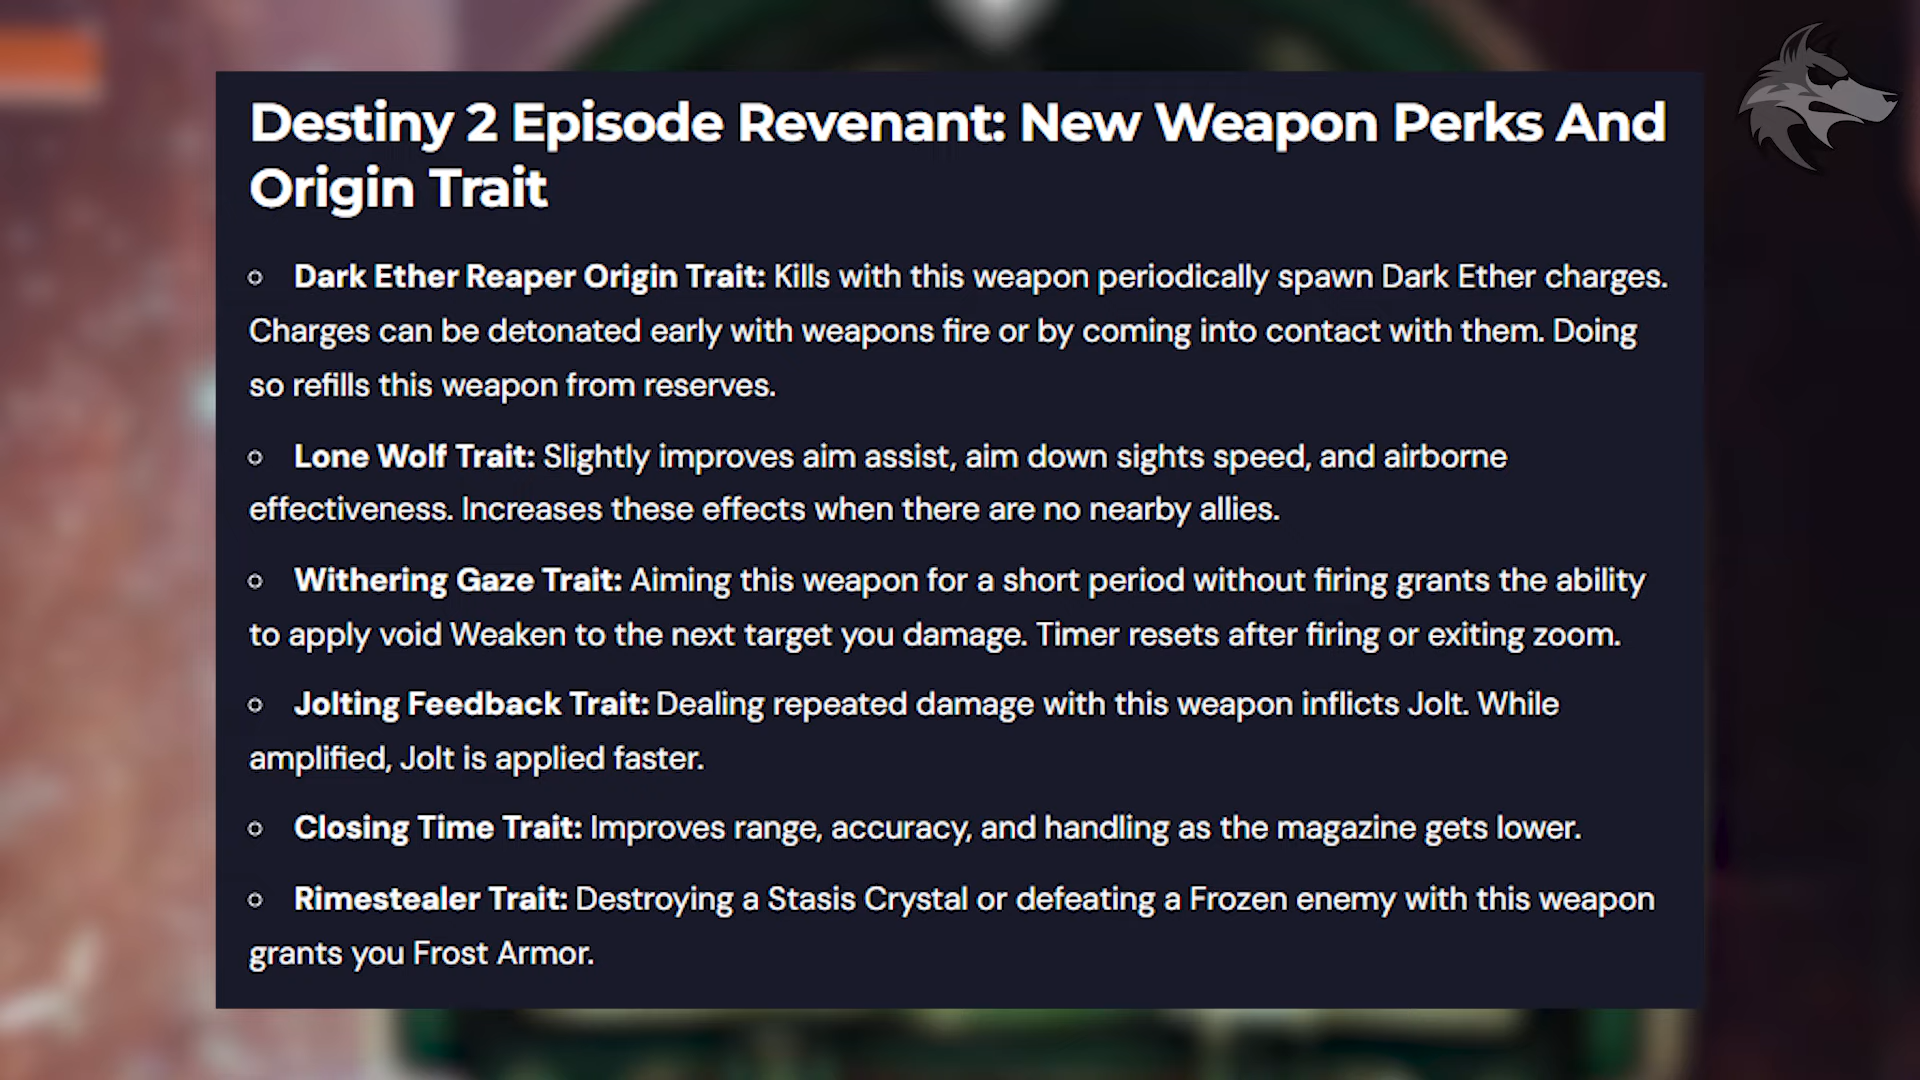 Destiny 2 Episode Revenant: New Weapon Perks And
Origin Trait
Dark Ether Reaper Origin Trait: Kills with this weapon periodically spawn Dark Ether charges.
Charges can be detonated early with weapons fire or by coming into contact with them. Doing
so refills this weapon from reserves.
Lone Wolf Trait: Slightly improves aim assist, aim down sights speed, and airborne
effectiveness. Increases these effects when there are no nearby allies.
Withering Gaze Trait: Aiming this weapon for a short period without firing grants the ability
to apply void Weaken to the next target you damage. Timer resets after firing or exiting zoom.
Jolting Feedback Trait: Dealing repeated damage with this weapon inflicts Jolt. While
amplified, Jolt is applied faster.
Closing Time Trait: Improves range, accuracy, and handling as the magazine gets lower.
Rimestealer Trait: Destroying a Stasis Crystal or defeating a Frozen enemy with this weapon
grants you Frost Armor.